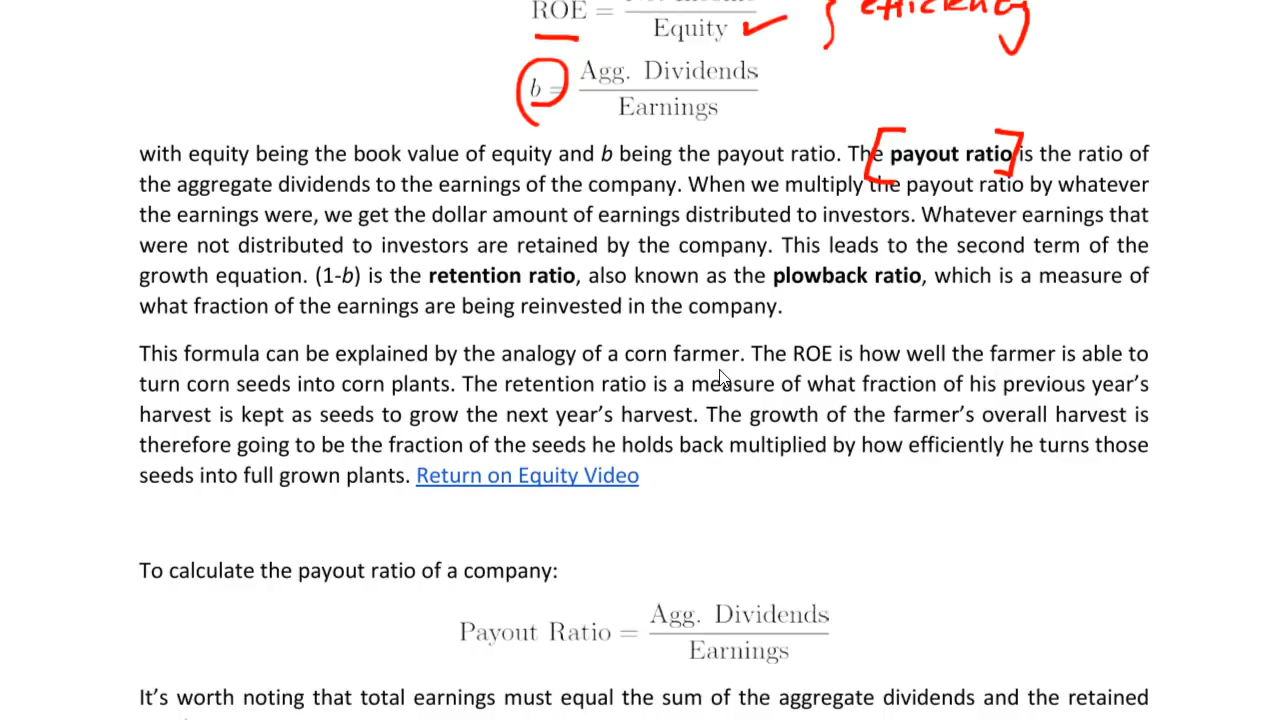 ROE =
Equity
efficiency
b = Agg. Dividends
Earnings
with equity being the book value of equity and b being the payout ratio. The payout ratio is the ratio of
the aggregate dividends to the earnings of the company. When we multiply the payout ratio by whatever
the earnings were, we get the dollar amount of earnings distributed to investors. Whatever earnings that
were not distributed to investors are retained by the company. This leads to the second term of the
growth equation. (1-b) is the retention ratio, also known as the plowback ratio, which is a measure of
what fraction of the earnings are being reinvested in the company.
This formula can be explained by the analogy of a corn farmer. The ROE is how well the farmer is able to
turn corn seeds into corn plants. The retention ratio is a measure of what fraction of his previous year’s
harvest is kept as seeds to grow the next year’s harvest. The growth of the farmer’s overall harvest is
therefore going to be the fraction of the seeds he holds back multiplied by how efficiently he turns those
seeds into full grown plants. Return on Equity Video
To calculate the payout ratio of a company:
Payout Ratio = Agg. Dividends
Earnings
It’s worth noting that total earnings must equal the sum of the aggregate dividends and the retained